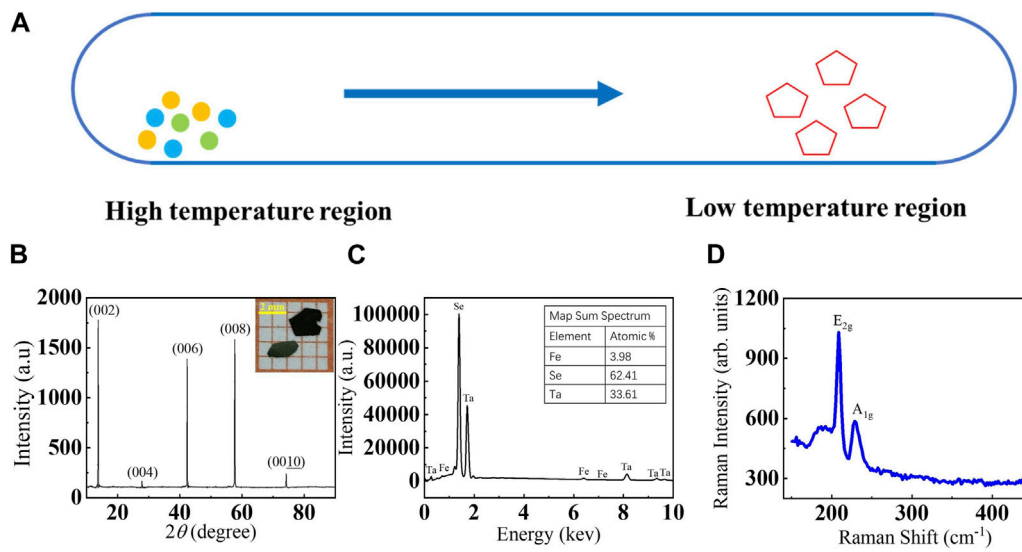 A
High temperature region
Low temperature region
B
2000
1500
1000
500
0
Intensity (a.u)
(002)
(004)
(006)
(008)
(0010)
2 mm
20
40
60
80
2θ (degree)
C
100000
80000
60000
40000
20000
0
Intensity (a.u.)
Se
Ta
Ta
Fe
Fe
Fe
Ta
Ta
Ta
Map Sum Spectrum
Element Atomic %
Fe 3.98
Se 62.41
Ta 33.61
0
2
4
6
8
10
Energy (kev)
D
1200
900
600
300
Raman Intensity (arb. units)
E2g
A1g
200
300
400
Raman Shift (cm-1)